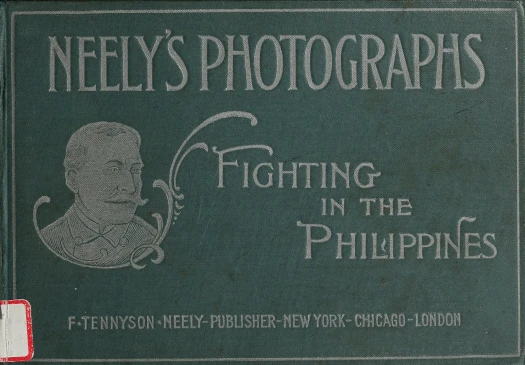 NEELY'S PHOTOGRAPHS
FIGHTING
IN THE
PHILIPPINES
F·TENNYSON·NEELY-PUBLISHER-NEW YORK-CHICAGO-LONDON